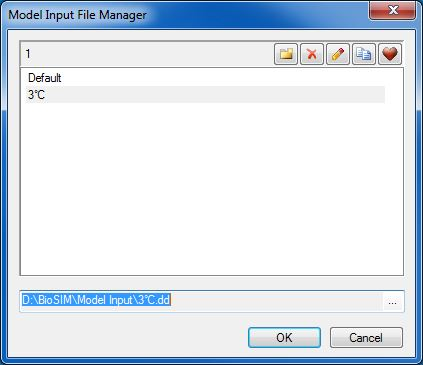 Model Input File Manager
1
Default
3°C
D:\BioSIM\Model Input\3°C.dd
...
OK
Cancel